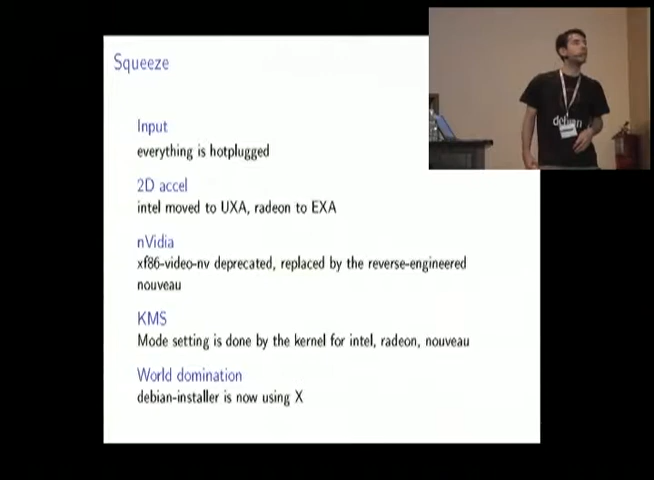 Squeeze
Input
everything is hotplugged
2D accel
intel moved to UXA, radeon to EXA
nVidia
xf86-video-nv deprecated, replaced by the reverse-engineered
nouveau
KMS
Mode setting is done by the kernel for intel, radeon, nouveau
World domination
debian-installer is now using X
debian